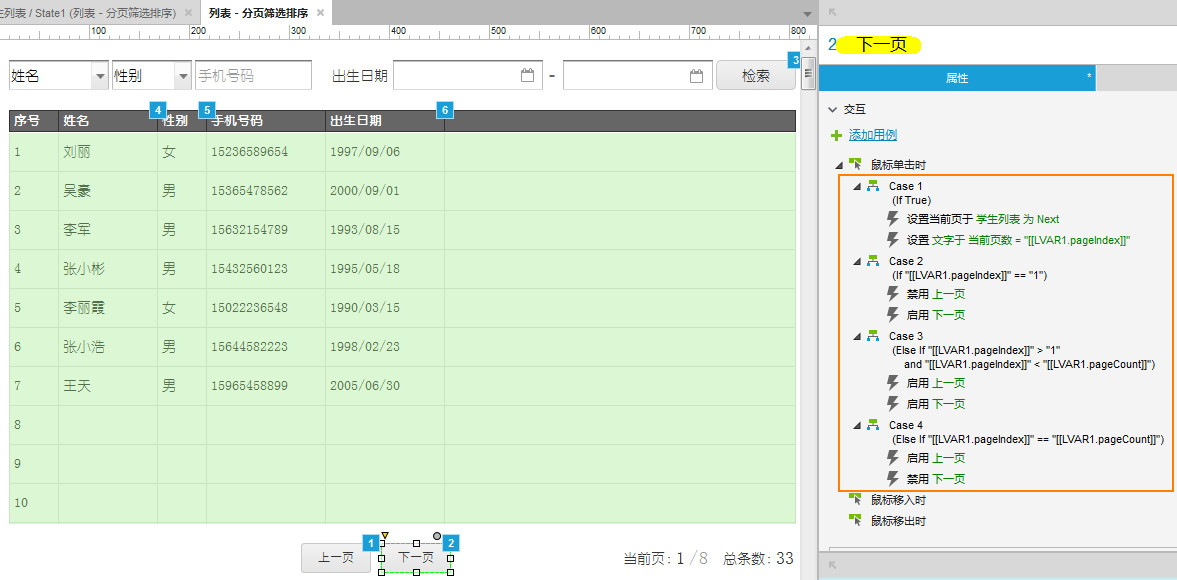 列表 / State1 (列表 - 分页筛选排序)
列表 - 分页筛选排序
100 200 300 400 500 600 700 800
姓名 性别 手机号码 出生日期 - 检索 3
4 5 6
序号 姓名 性别 手机号码 出生日期
1 刘丽 女 15236589654 1997/09/06
2 吴豪 男 15365478562 2000/09/01
3 李军 男 15632154789 1993/08/15
4 张小彬 男 15432560123 1995/05/18
5 李丽霞 女 15022236548 1990/03/15
6 张小浩 男 15644582223 1998/02/23
7 王天 男 15965458899 2005/06/30
8
9
10
1 2
上一页 下一页 当前页: 1 / 8 总条数: 33
2 下一页
属性 *
交互
添加用例
鼠标单击时
Case 1
(If True)
设置当前页于 学生列表 为 Next
设置 文字于 当前页数 = "[[LVAR1.pageIndex]]"
Case 2
(If "[[LVAR1.pageIndex]]" == "1")
禁用 上一页
启用 下一页
Case 3
(Else If "[[LVAR1.pageIndex]]" > "1"
and "[[LVAR1.pageIndex]]" < "[[LVAR1.pageCount]]")
启用 上一页
启用 下一页
Case 4
(Else If "[[LVAR1.pageIndex]]" == "[[LVAR1.pageCount]]")
启用 上一页
禁用 下一页
鼠标移入时
鼠标移出时